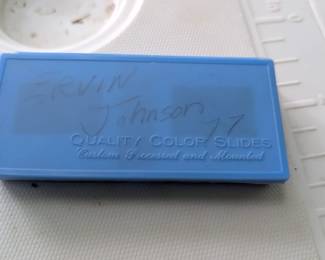 ERVIN
Johnson 77
QUALITY COLOR SLIDES
Custom Processed and Mounted